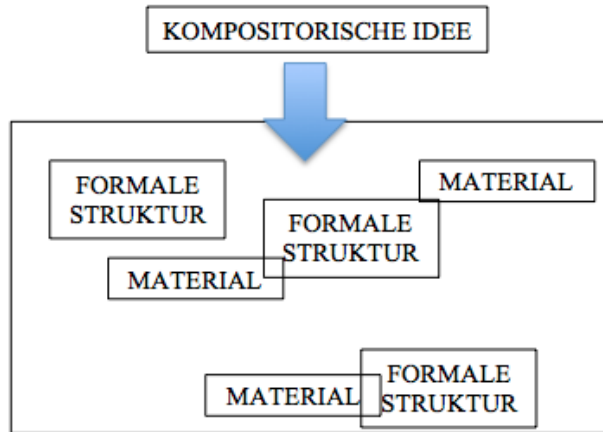 KOMPOSITORISCHE IDEE
FORMALE
STRUKTUR
MATERIAL
FORMALE
STRUKTUR
MATERIAL
MATERIAL
FORMALE
STRUKTUR